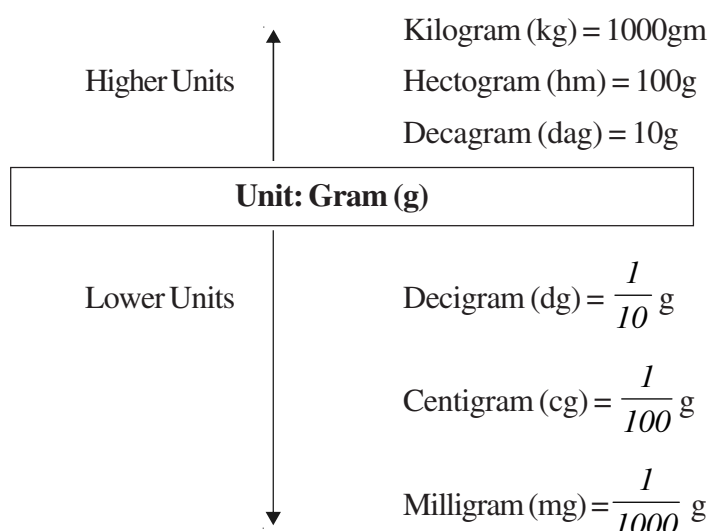 Kilogram (kg) = 1000gm
Higher Units Hectogram (hm) = 100g
Decagram (dag) = 10g
Unit: Gram (g)
Lower Units Decigram (dg) = 1/10 g
Centigram (cg) = 1/100 g
Milligram (mg) = 1/1000 g